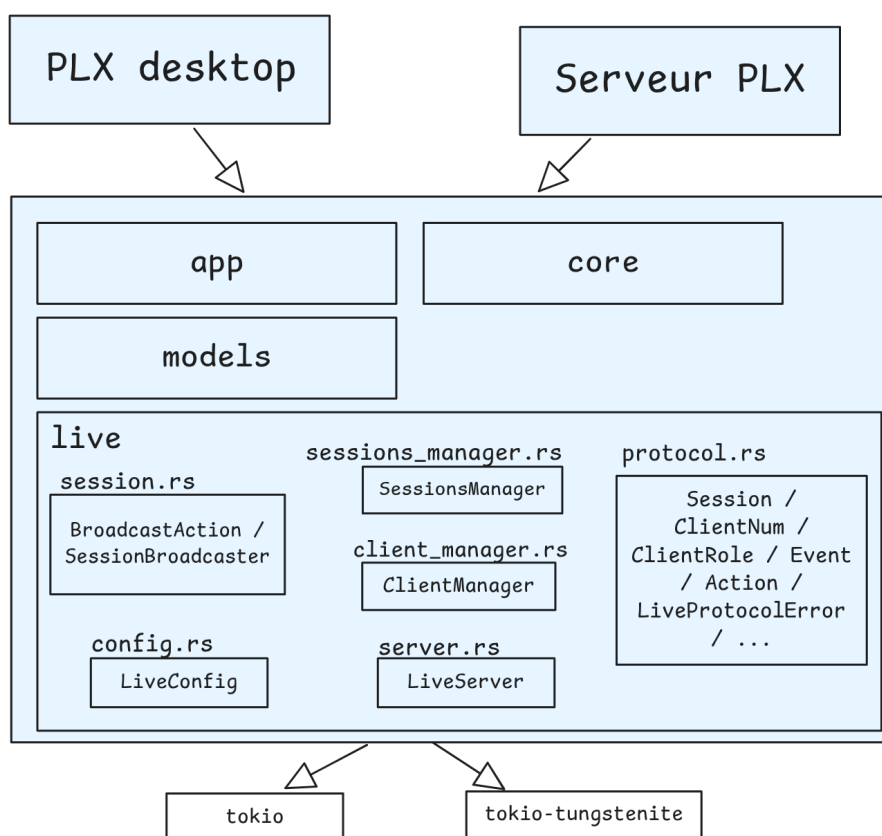 PLX desktop
Serveur PLX
app
core
models
live
session.rs
BroadcastAction /
SessionBroadcaster
sessions_manager.rs
SessionsManager
client_manager.rs
ClientManager
protocol.rs
Session /
ClientNum /
ClientRole / Event
/ Action /
LiveProtocolError
/ ...
config.rs
LiveConfig
server.rs
LiveServer
tokio
tokio-tungstenite